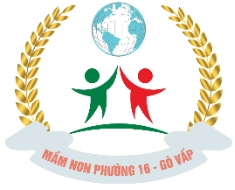 MẦM NON PHƯỜNG 16 - GÒ VẤP